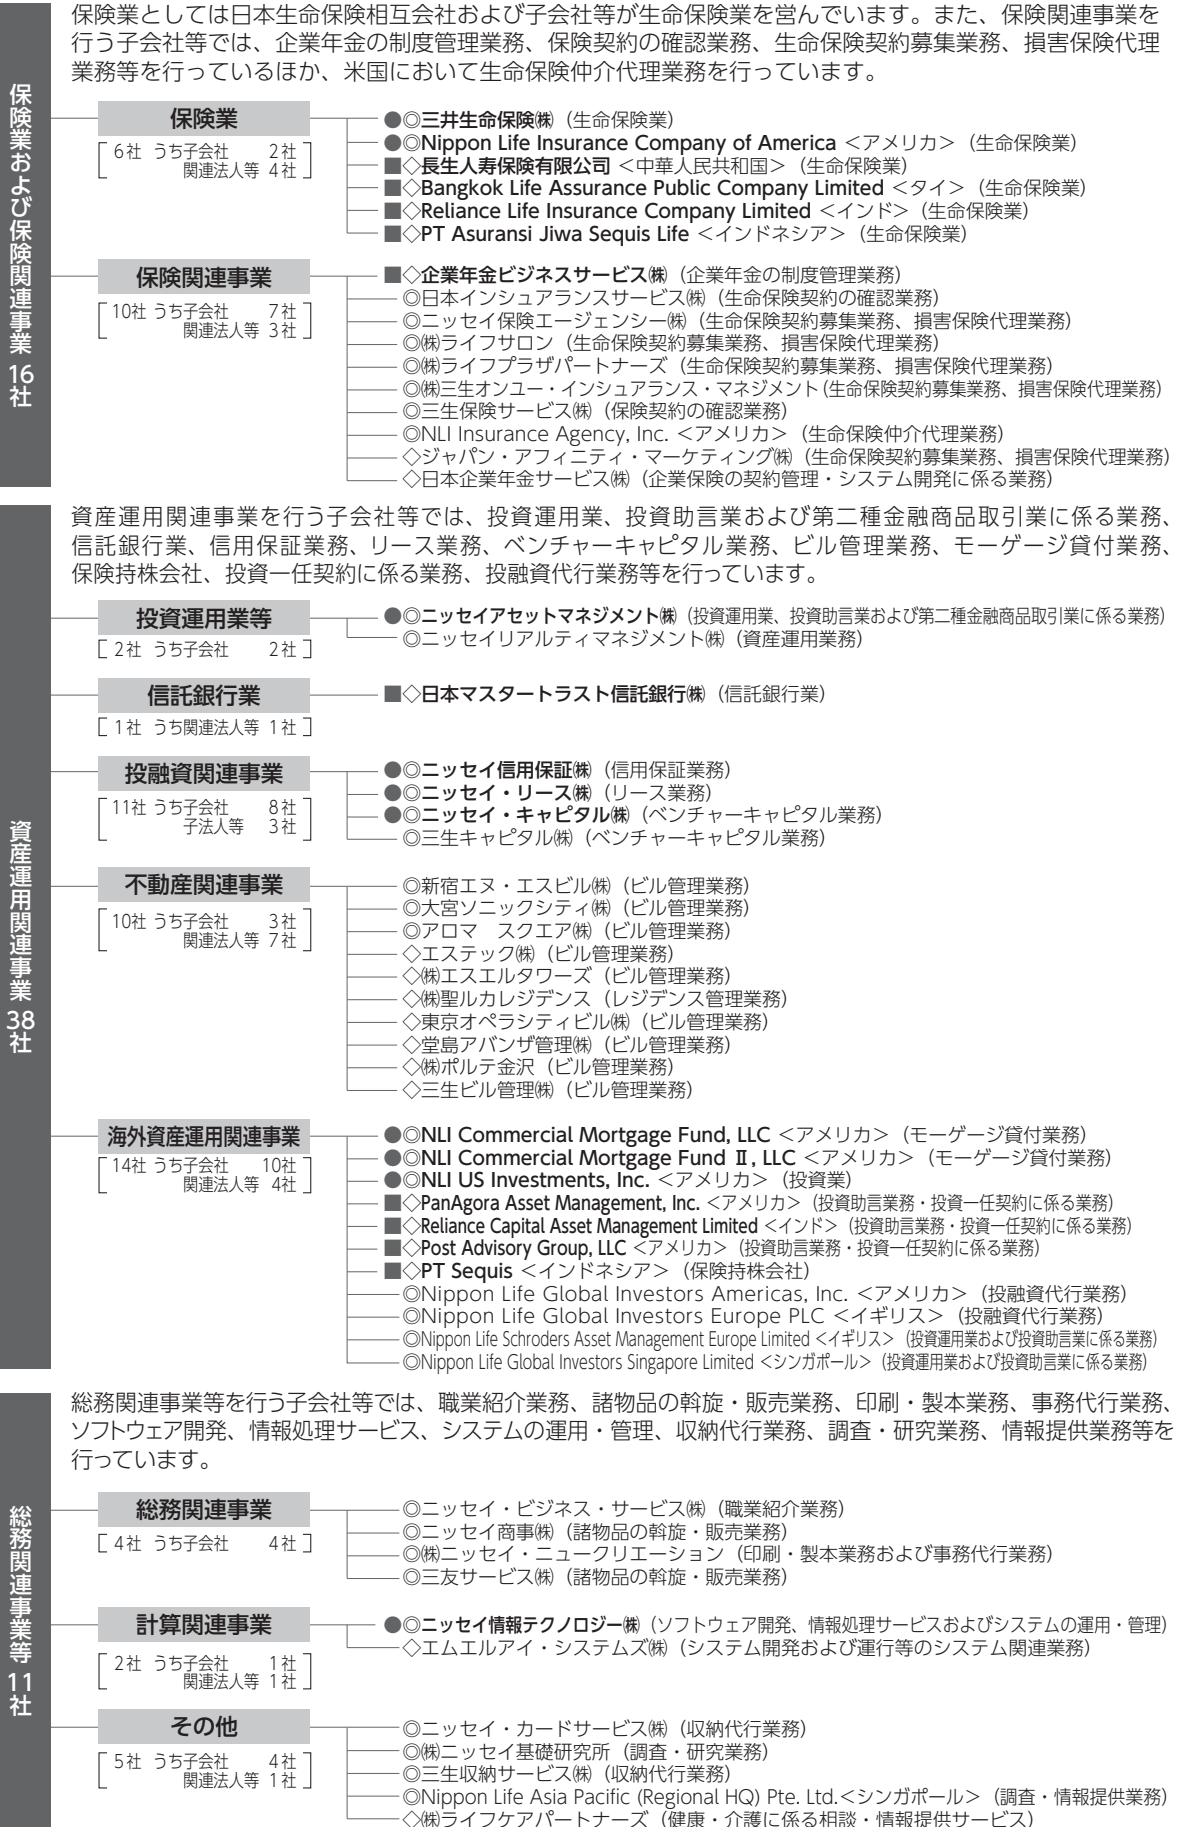 保険業および保険関連事業 16社
保険業としては日本生命保険相互会社および子会社等が生命保険業を営んでいます。また、保険関連事業を
行う子会社等では、企業年金の制度管理業務、保険契約の確認業務、生命保険契約募集業務、損害保険代理
業務等を行っているほか、米国において生命保険仲介代理業務を行っています。
保険業
6社 うち子会社 2社
関連法人等 4社
●◎三井生命保険㈱（生命保険業）
●◎Nippon Life Insurance Company of America ＜アメリカ＞（生命保険業）
■◇長生人寿保険有限公司 ＜中華人民共和国＞（生命保険業）
■◇Bangkok Life Assurance Public Company Limited ＜タイ＞（生命保険業）
■◇Reliance Life Insurance Company Limited ＜インド＞（生命保険業）
■◇PT Asuransi Jiwa Sequis Life ＜インドネシア＞（生命保険業）
保険関連事業
10社 うち子会社 7社
関連法人等 3社
■◇企業年金ビジネスサービス㈱（企業年金の制度管理業務）
◎日本インシュアランスサービス㈱（生命保険契約の確認業務）
◎ニッセイ保険エージェンシー㈱（生命保険契約募集業務、損害保険代理業務）
◎㈱ライフサロン（生命保険契約募集業務、損害保険代理業務）
◎㈱ライフプラザパートナーズ（生命保険契約募集業務、損害保険代理業務）
◎㈱三生オンユー・インシュアランス・マネジメント（生命保険契約募集業務、損害保険代理業務）
◎三生保険サービス㈱（保険契約の確認業務）
◎NLI Insurance Agency, Inc. ＜アメリカ＞（生命保険仲介代理業務）
◇ジャパン・アフィニティ・マーケティング㈱（生命保険契約募集業務、損害保険代理業務）
◇日本企業年金サービス㈱（企業保険の契約管理・システム開発に係る業務）
資産運用関連事業 38社
資産運用関連事業を行う子会社等では、投資運用業、投資助言業および第二種金融商品取引業に係る業務、
信託銀行業、信用保証業務、リース業務、ベンチャーキャピタル業務、ビル管理業務、モーゲージ貸付業務、
保険持株会社、投資一任契約に係る業務、投融資代行業務等を行っています。
投資運用業等
2社 うち子会社 2社
●◎ニッセイアセットマネジメント㈱（投資運用業、投資助言業および第二種金融商品取引業に係る業務）
◎ニッセイリアルティマネジメント㈱（資産運用業務）
信託銀行業
1社 うち関連法人等 1社
■◇日本マスタートラスト信託銀行㈱（信託銀行業）
投融資関連事業
11社 うち子会社 8社
子法人等 3社
●◎ニッセイ信用保証㈱（信用保証業務）
●◎ニッセイ・リース㈱（リース業務）
●◎ニッセイ・キャピタル㈱（ベンチャーキャピタル業務）
◎三生キャピタル㈱（ベンチャーキャピタル業務）
不動産関連事業
10社 うち子会社 3社
関連法人等 7社
◎新宿エヌ・エスビル㈱（ビル管理業務）
◎大宮ソニックシティ㈱（ビル管理業務）
◎アロマ　スクエア㈱（ビル管理業務）
◇エステック㈱（ビル管理業務）
◇㈱エスエルタワーズ（ビル管理業務）
◇㈱聖ルカレジデンス（レジデンス管理業務）
◇東京オペラシティビル㈱（ビル管理業務）
◇堂島アバンザ管理㈱（ビル管理業務）
◇㈱ポルテ金沢（ビル管理業務）
◇三生ビル管理㈱（ビル管理業務）
海外資産運用関連事業
14社 うち子会社 10社
関連法人等 4社
●◎NLI Commercial Mortgage Fund, LLC ＜アメリカ＞（モーゲージ貸付業務）
●◎NLI Commercial Mortgage Fund Ⅱ, LLC ＜アメリカ＞（モーゲージ貸付業務）
●◎NLI US Investments, Inc. ＜アメリカ＞（投資業）
■◇PanAgora Asset Management, Inc. ＜アメリカ＞（投資助言業務・投資一任契約に係る業務）
■◇Reliance Capital Asset Management Limited ＜インド＞（投資助言業務・投資一任契約に係る業務）
■◇Post Advisory Group, LLC ＜アメリカ＞（投資助言業務・投資一任契約に係る業務）
■◇PT Sequis ＜インドネシア＞（保険持株会社）
◎Nippon Life Global Investors Americas, Inc. ＜アメリカ＞（投融資代行業務）
◎Nippon Life Global Investors Europe PLC ＜イギリス＞（投融資代行業務）
◎Nippon Life Schroders Asset Management Europe Limited ＜イギリス＞（投資運用業および投資助言業に係る業務）
◎Nippon Life Global Investors Singapore Limited ＜シンガポール＞（投資運用業および投資助言業に係る業務）
総務関連事業等 11社
総務関連事業等を行う子会社等では、職業紹介業務、諸物品の斡旋・販売業務、印刷・製本業務、事務代行業務、
ソフトウェア開発、情報処理サービス、システムの運用・管理、収納代行業務、調査・研究業務、情報提供業務等を
行っています。
総務関連事業
4社 うち子会社 4社
◎ニッセイ・ビジネス・サービス㈱（職業紹介業務）
◎ニッセイ商事㈱（諸物品の斡旋・販売業務）
◎㈱ニッセイ・ニュークリエーション（印刷・製本業務および事務代行業務）
◎三友サービス㈱（諸物品の斡旋・販売業務）
計算関連事業
2社 うち子会社 1社
関連法人等 1社
●◎ニッセイ情報テクノロジー㈱（ソフトウェア開発、情報処理サービスおよびシステムの運用・管理）
◇エムエルアイ・システムズ㈱（システム開発および運行等のシステム関連業務）
その他
5社 うち子会社 4社
関連法人等 1社
◎ニッセイ・カードサービス㈱（収納代行業務）
◎㈱ニッセイ基礎研究所（調査・研究業務）
◎三生収納サービス㈱（収納代行業務）
◎Nippon Life Asia Pacific (Regional HQ) Pte. Ltd.＜シンガポール＞（調査・情報提供業務）
◇㈱ライフケアパートナーズ（健康・介護に係る相談・情報提供サービス）